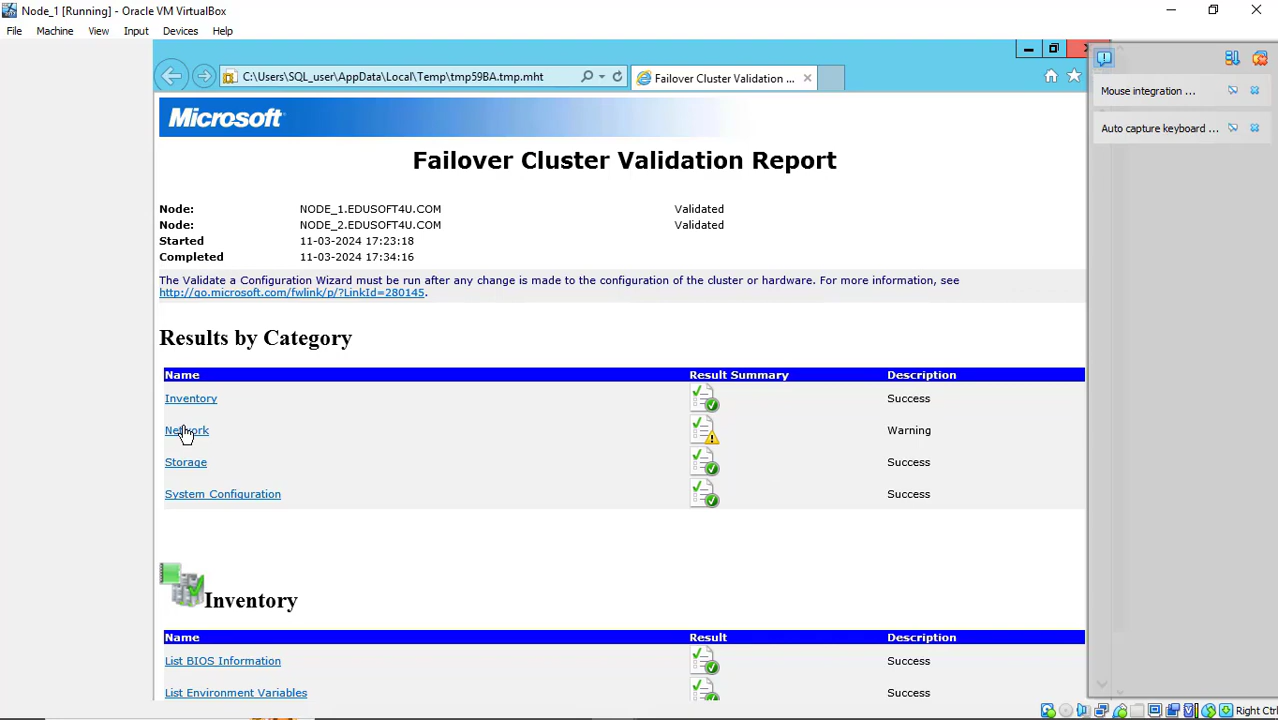 Node_1 [Running] - Oracle VM VirtualBox
File Machine View Input Devices Help
C:\Users\SQL_user\AppData\Local\Temp\tmp59BA.tmp.mht
Failover Cluster Validation ...
Mouse integration ...
Auto capture keyboard ...
Microsoft
Failover Cluster Validation Report
Node: NODE_1.EDUSOFT4U.COM Validated
Node: NODE_2.EDUSOFT4U.COM Validated
Started 11-03-2024 17:23:18
Completed 11-03-2024 17:34:16
The Validate a Configuration Wizard must be run after any change is made to the configuration of the cluster or hardware. For more information, see
http://go.microsoft.com/fwlink/p/?LinkId=280145.
Results by Category
Name Result Summary Description
Inventory Success
Network Warning
Storage Success
System Configuration Success
Inventory
Name Result Description
List BIOS Information Success
List Environment Variables Success
Right Ctrl